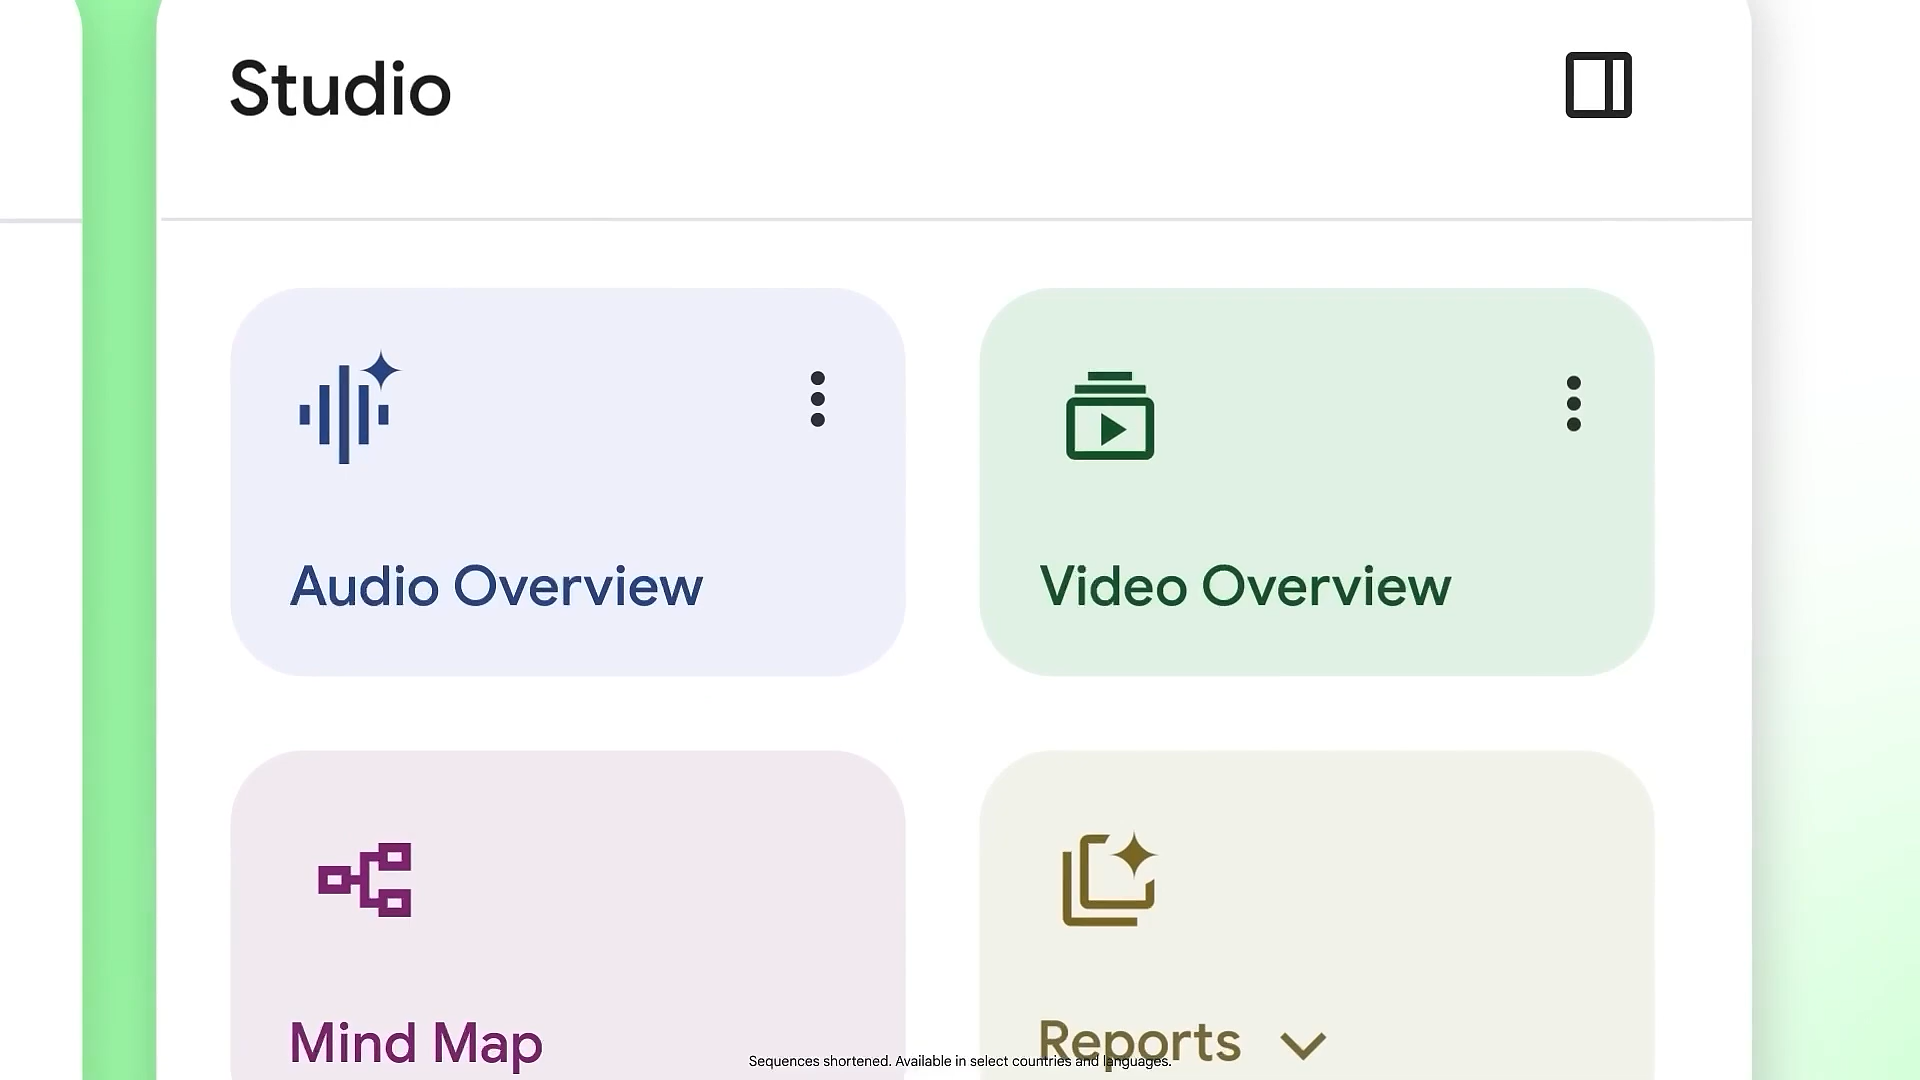 Studio
Audio Overview
Video Overview
Mind Map
Reports
Sequences shortened. Available in select countries and languages.